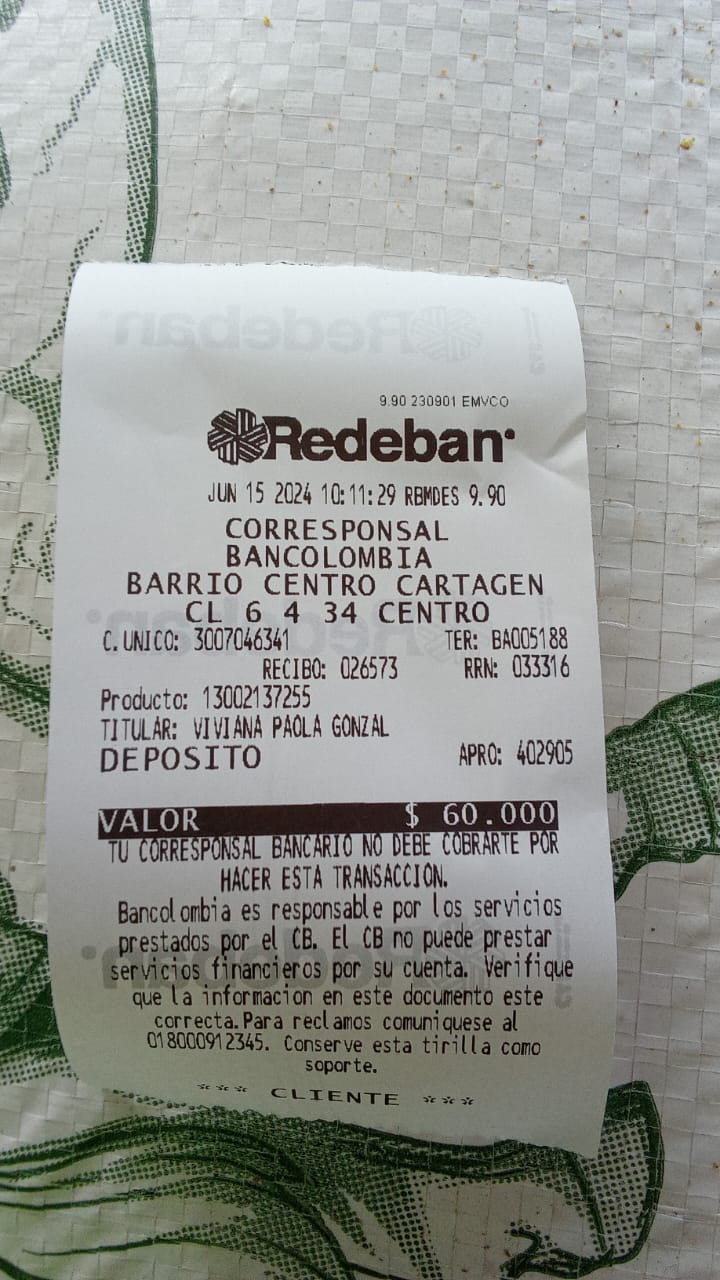 9.90 230901 EMVCO
Redeban
JUN 15 2024 10:11:29 RBMDES 9.90
CORRESPONSAL
BANCOLOMBIA
BARRIO CENTRO CARTAGEN
CL 6 4 34 CENTRO
C. UNICO: 3007046341 TER: BA005188
RECIBO: 026573 RRN: 033316
Producto: 13002137255
TITULAR: VIVIANA PAOLA GONZAL
DEPOSITO APRO: 402905
VALOR $ 60.000
TU CORRESPONSAL BANCARIO NO DEBE COBRARTE POR
HACER ESTA TRANSACCION.
Bancolombia es responsable por los servicios
prestados por el CB. El CB no puede prestar
servicios financieros por su cuenta. Verifique
que la informacion en este documento este
correcta.Para reclamos comuniquese al
018000912345. Conserve esta tirilla como
soporte.
*** CLIENTE ***